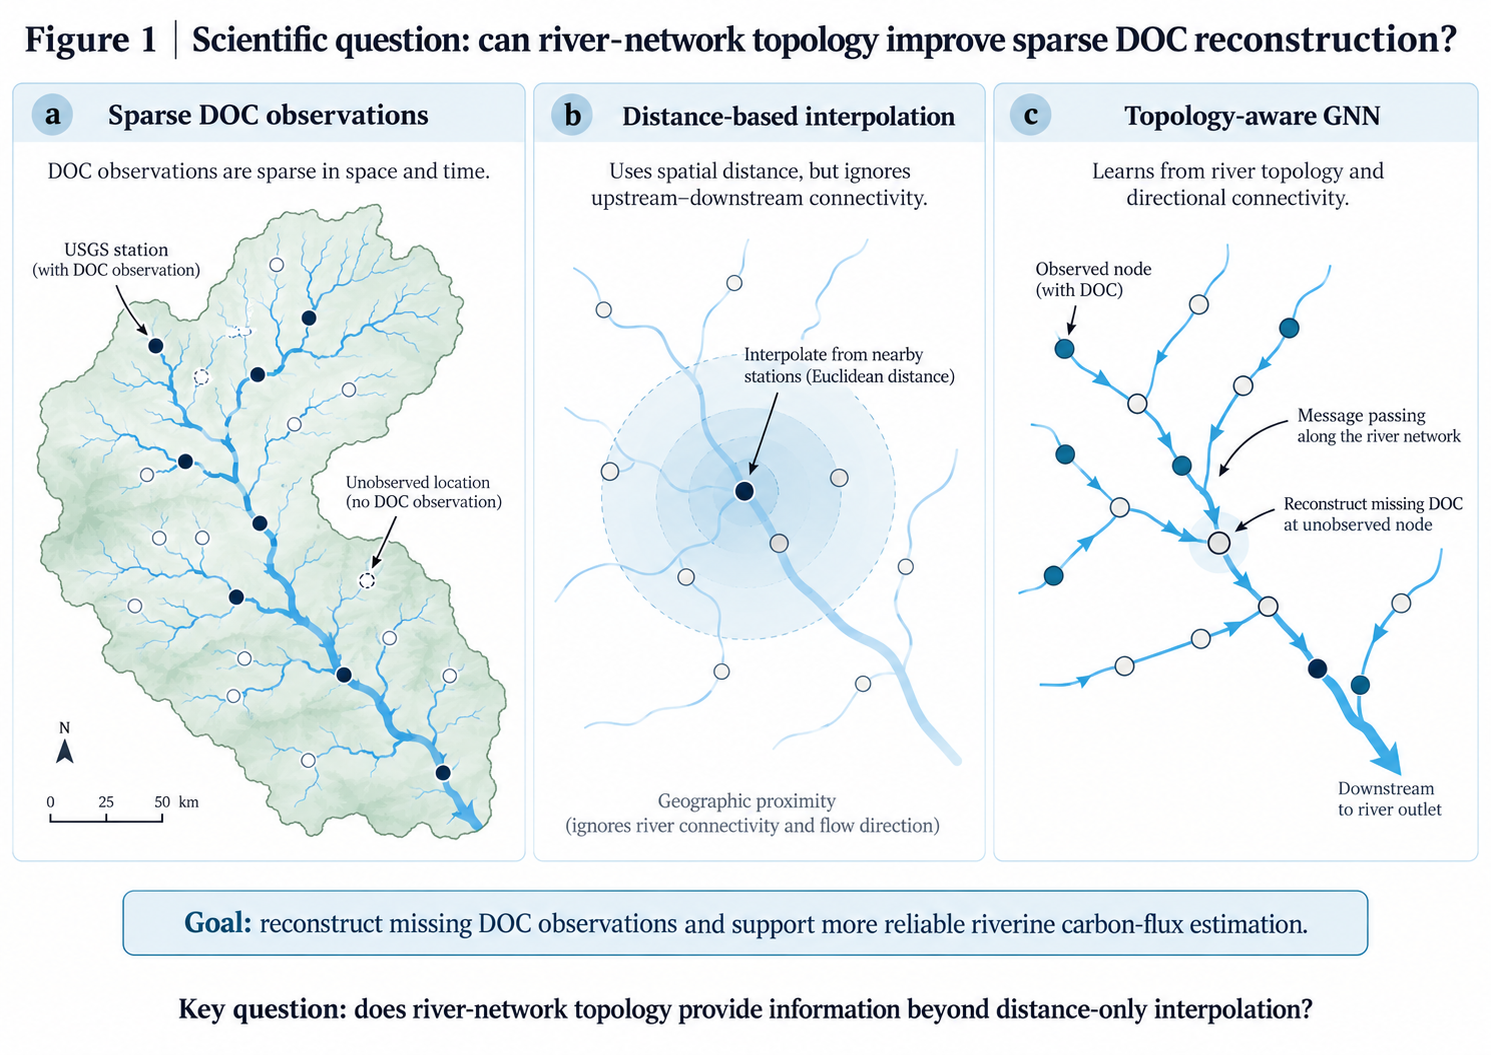 Figure 1 | Scientific question: can river-network topology improve sparse DOC reconstruction?
a Sparse DOC observations
DOC observations are sparse in space and time.
USGS station
(with DOC observation)
Unobserved location
(no DOC observation)
N
0 25 50 km
b Distance-based interpolation
Uses spatial distance, but ignores
upstream–downstream connectivity.
Interpolate from nearby
stations (Euclidean distance)
Geographic proximity
(ignores river connectivity and flow direction)
c Topology-aware GNN
Learns from river topology and
directional connectivity.
Observed node
(with DOC)
Message passing
along the river network
Reconstruct missing DOC
at unobserved node
Downstream
to river outlet
Goal: reconstruct missing DOC observations and support more reliable riverine carbon-flux estimation.
Key question: does river-network topology provide information beyond distance-only interpolation?